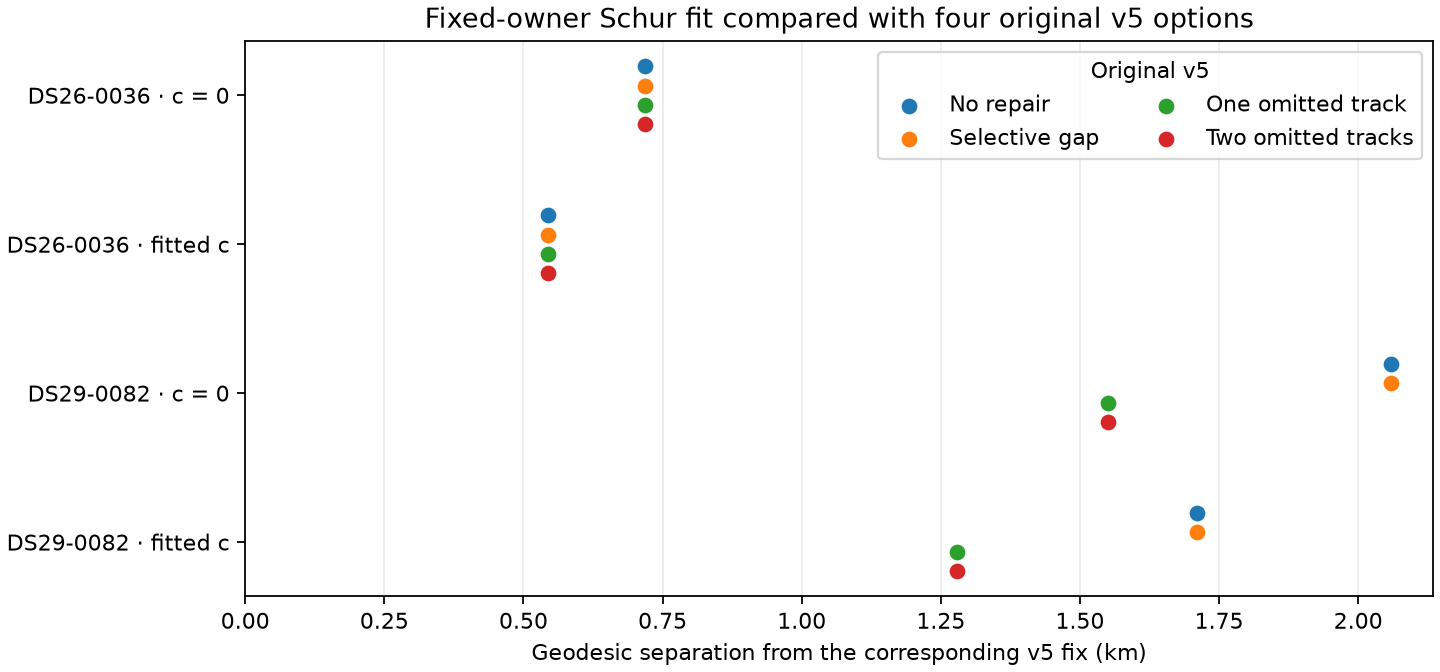 Fixed-owner Schur fit compared with four original v5 options
Original v5
No repair
One omitted track
Selective gap
Two omitted tracks
DS26-0036 · c = 0
DS26-0036 · fitted c
DS29-0082 · c = 0
DS29-0082 · fitted c
0.00 0.25 0.50 0.75 1.00 1.25 1.50 1.75 2.00
Geodesic separation from the corresponding v5 fix (km)